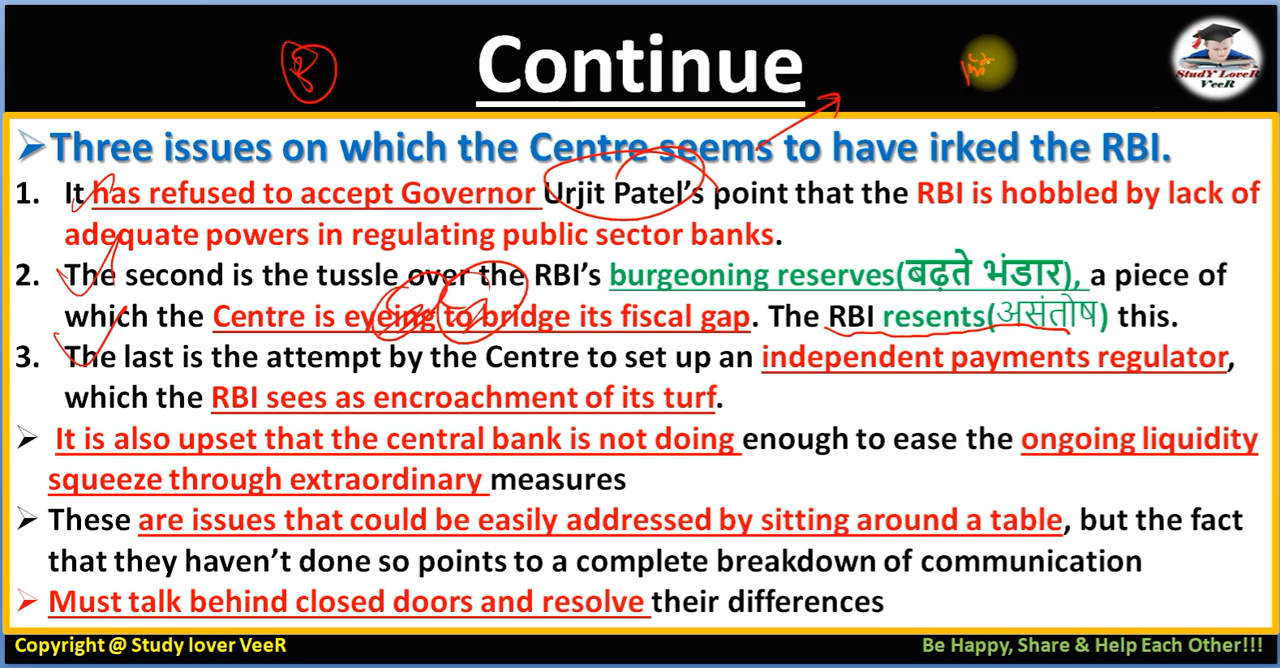 Continue
StudY LoveR
VeeR
Three issues on which the Centre seems to have irked the RBI.
1. It has refused to accept Governor Urjit Patel's point that the RBI is hobbled by lack of
adequate powers in regulating public sector banks.
2. The second is the tussle over the RBI's burgeoning reserves(बढ़ते भंडार), a piece of
which the Centre is eyeing to bridge its fiscal gap. The RBI resents(असंतोष) this.
3. The last is the attempt by the Centre to set up an independent payments regulator,
which the RBI sees as encroachment of its turf.
It is also upset that the central bank is not doing enough to ease the ongoing liquidity
squeeze through extraordinary measures
These are issues that could be easily addressed by sitting around a table, but the fact
that they haven't done so points to a complete breakdown of communication
Must talk behind closed doors and resolve their differences
Copyright @ Study lover VeeR
Be Happy, Share & Help Each Other!!!